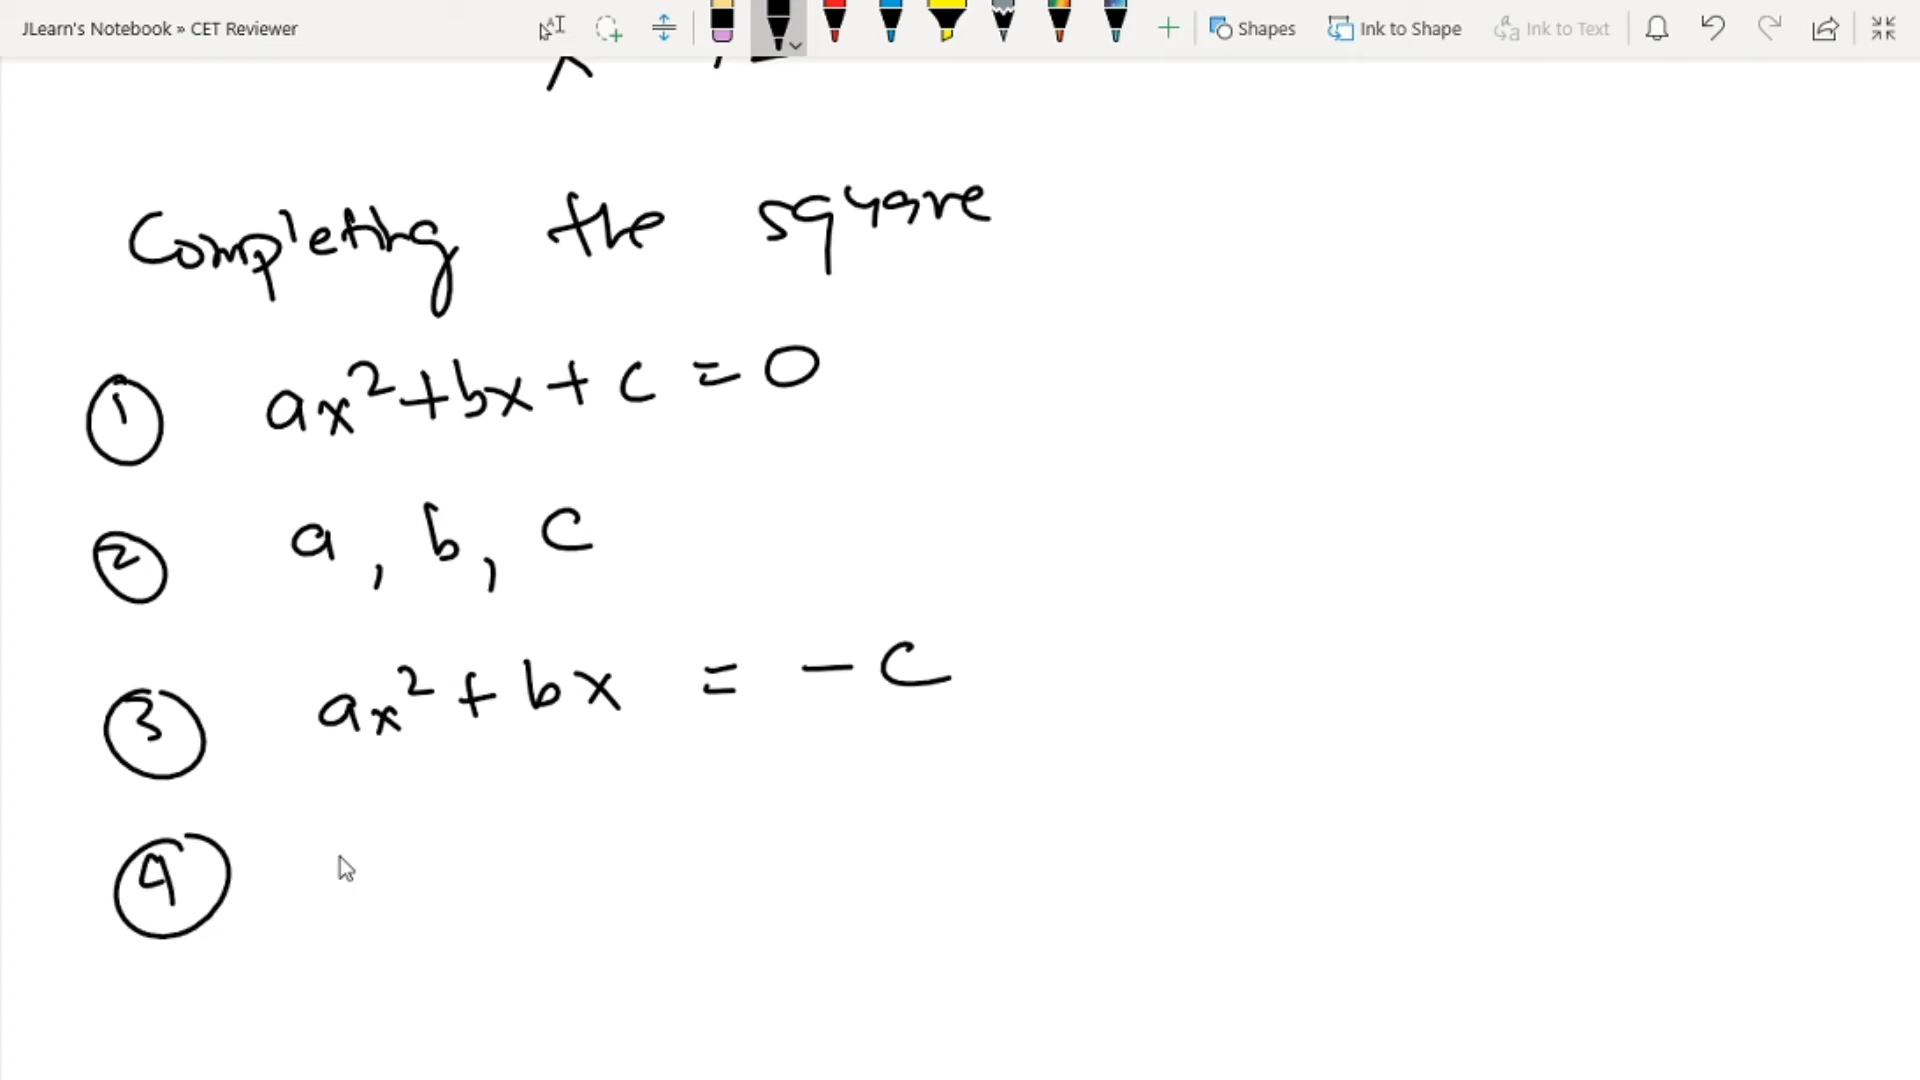 JLearn's Notebook » CET Reviewer Shapes Ink to Shape Ink to Text
Completing the square
① ax²+bx+c=0
② a, b, c
③ ax²+bx = -c
④